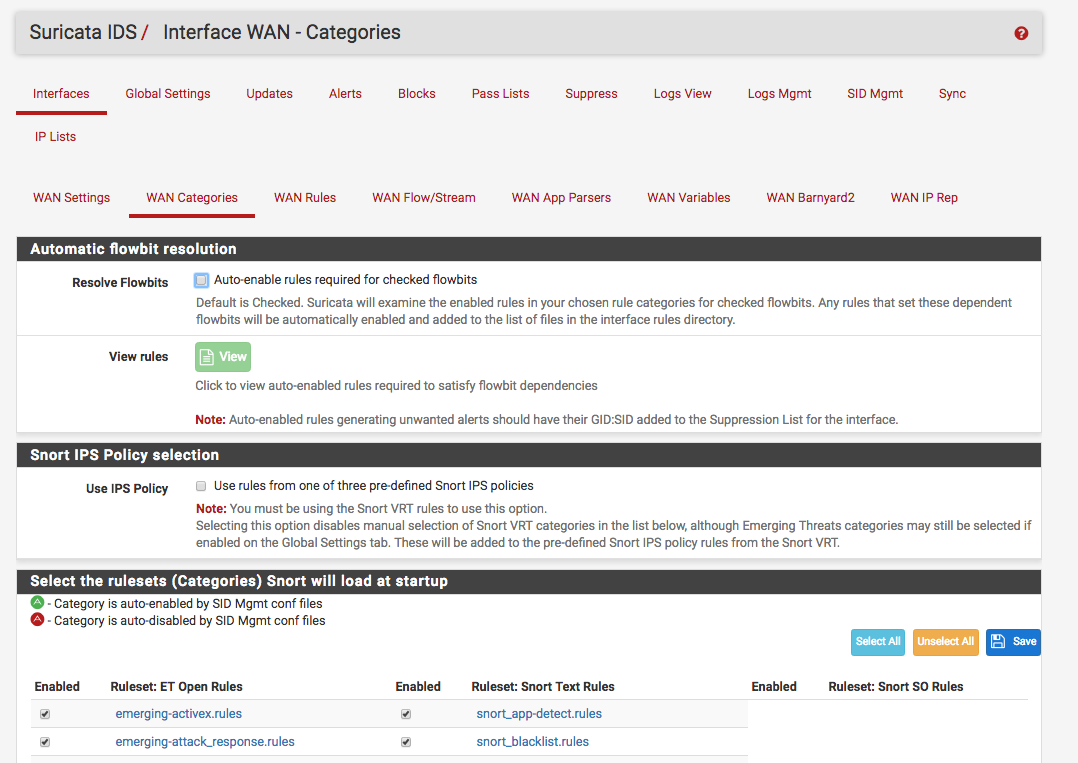 Suricata IDS / Interface WAN - Categories
Interfaces Global Settings Updates Alerts Blocks Pass Lists Suppress Logs View Logs Mgmt SID Mgmt Sync
IP Lists
WAN Settings WAN Categories WAN Rules WAN Flow/Stream WAN App Parsers WAN Variables WAN Barnyard2 WAN IP Rep
Automatic flowbit resolution
Resolve Flowbits Auto-enable rules required for checked flowbits
Default is Checked. Suricata will examine the enabled rules in your chosen rule categories for checked flowbits. Any rules that set these dependent
flowbits will be automatically enabled and added to the list of files in the interface rules directory.
View rules View
Click to view auto-enabled rules required to satisfy flowbit dependencies
Note: Auto-enabled rules generating unwanted alerts should have their GID:SID added to the Suppression List for the interface.
Snort IPS Policy selection
Use IPS Policy Use rules from one of three pre-defined Snort IPS policies
Note: You must be using the Snort VRT rules to use this option.
Selecting this option disables manual selection of Snort VRT categories in the list below, although Emerging Threats categories may still be selected if
enabled on the Global Settings tab. These will be added to the pre-defined Snort IPS policy rules from the Snort VRT.
Select the rulesets (Categories) Snort will load at startup
- Category is auto-enabled by SID Mgmt conf files
- Category is auto-disabled by SID Mgmt conf files
Select All Unselect All Save
Enabled Ruleset: ET Open Rules Enabled Ruleset: Snort Text Rules Enabled Ruleset: Snort SO Rules
emerging-activex.rules snort_app-detect.rules
emerging-attack_response.rules snort_blacklist.rules